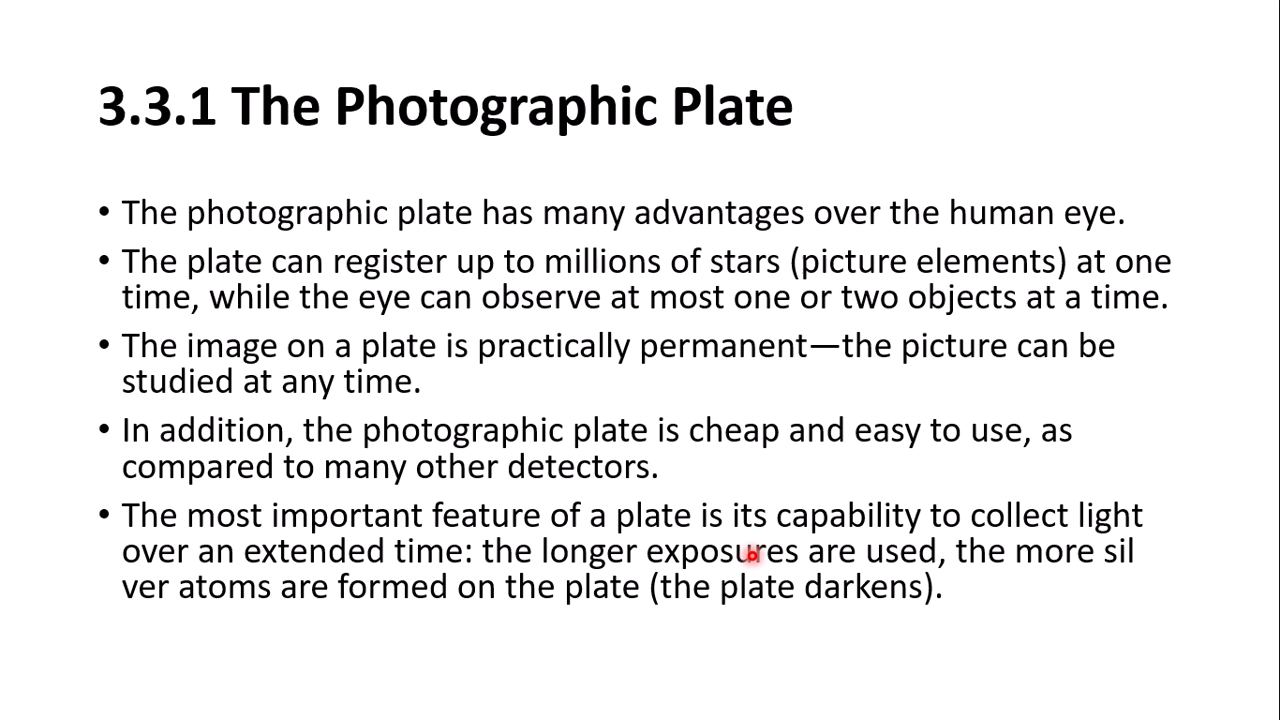 3.3.1 The Photographic Plate
• The photographic plate has many advantages over the human eye.
• The plate can register up to millions of stars (picture elements) at one
time, while the eye can observe at most one or two objects at a time.
• The image on a plate is practically permanent—the picture can be
studied at any time.
• In addition, the photographic plate is cheap and easy to use, as
compared to many other detectors.
• The most important feature of a plate is its capability to collect light
over an extended time: the longer exposures are used, the more sil
ver atoms are formed on the plate (the plate darkens).